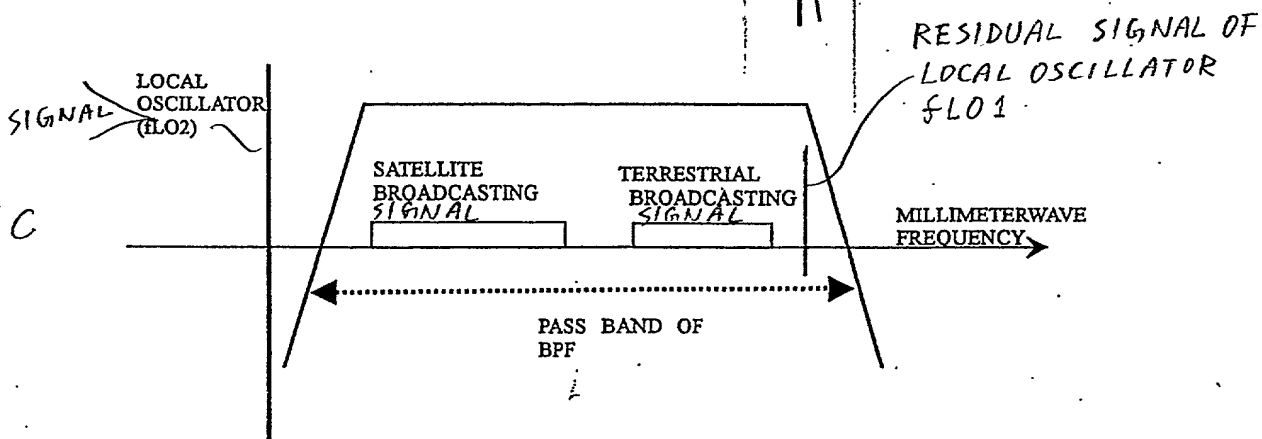 RESIDUAL SIGNAL OF
LOCAL OSCILLATOR
fLO1
LOCAL
OSCILLATOR
(fLO2)
SIGNAL
SATELLITE
BROADCASTING
SIGNAL
TERRESTRIAL
BROADCASTING
SIGNAL
MILLIMETERWAVE
FREQUENCY
C
PASS BAND OF
BPF